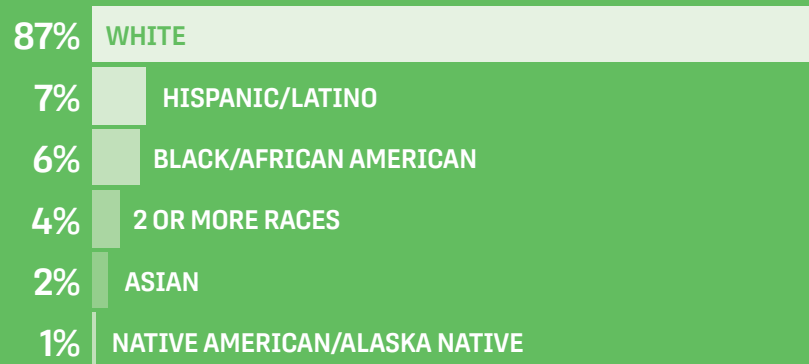 87% WHITE
7% HISPANIC/LATINO
6% BLACK/AFRICAN AMERICAN
4% 2 OR MORE RACES
2% ASIAN
1% NATIVE AMERICAN/ALASKA NATIVE